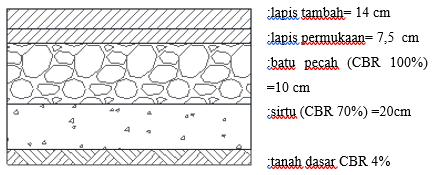 :lapis tambah= 14 cm
:lapis permukaan= 7,5 cm
:batu pecah (CBR 100%)
=10 cm
:sirtu (CBR 70%) =20cm
:tanah dasar CBR 4%